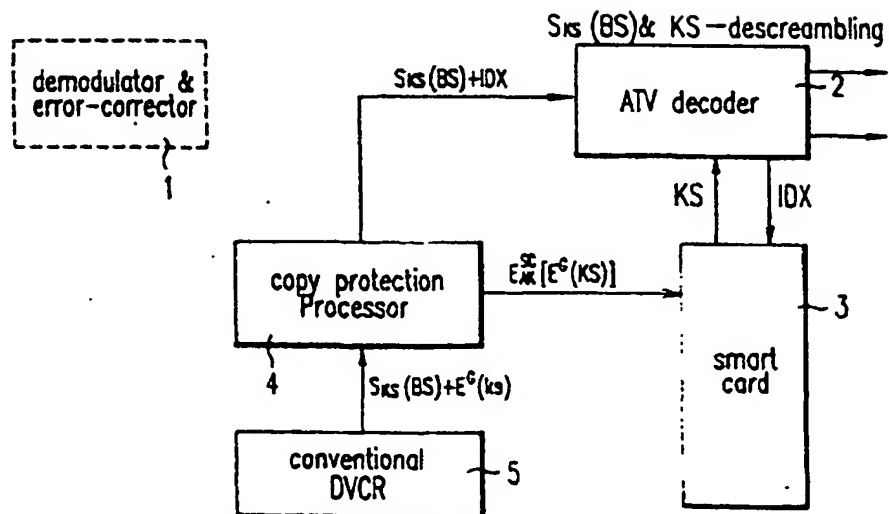 SKS(BS)& KS-descreambling
demodulator &
error-corrector
1
SKS(BS)+IDX
ATV decoder
2
KS
IDX
copy protection
Processor
4
E^SC_AK[E^G(KS)]
smart
card
3
SKS(BS)+E^G(ks)
conventional
DVCR
5